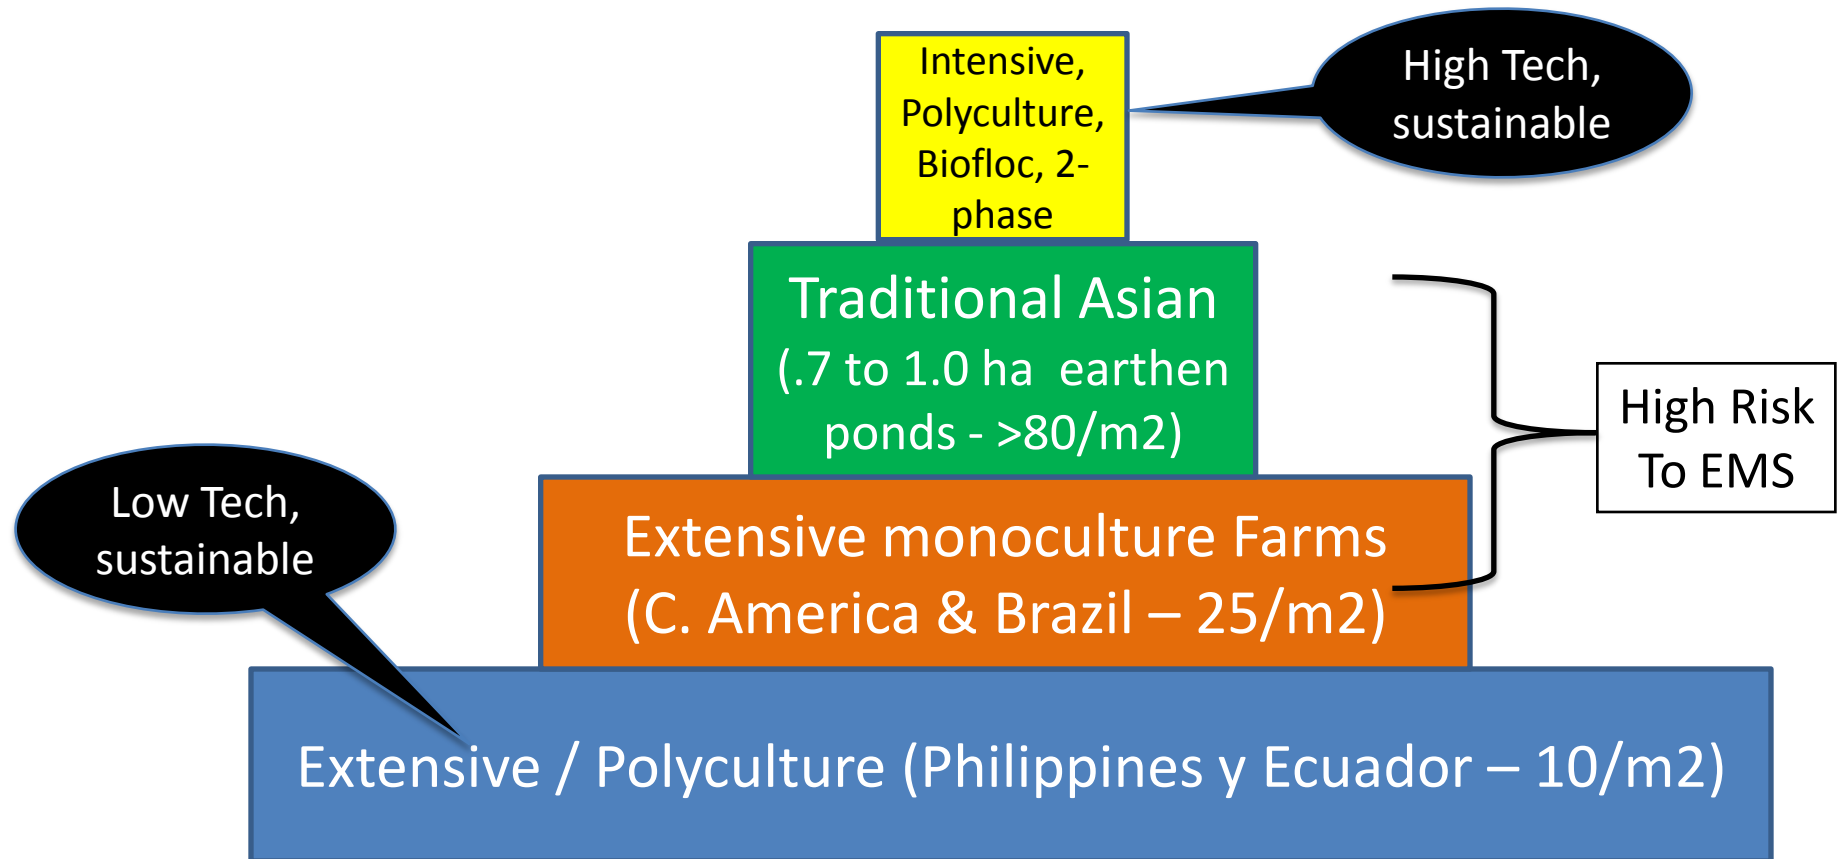 Intensive,
Polyculture,
Biofloc, 2-
phase
High Tech,
sustainable
Traditional Asian
(.7 to 1.0 ha  earthen
ponds - >80/m2)
High Risk
To EMS
Low Tech,
sustainable
Extensive monoculture Farms
(C. America & Brazil – 25/m2)
Extensive / Polyculture (Philippines y Ecuador – 10/m2)